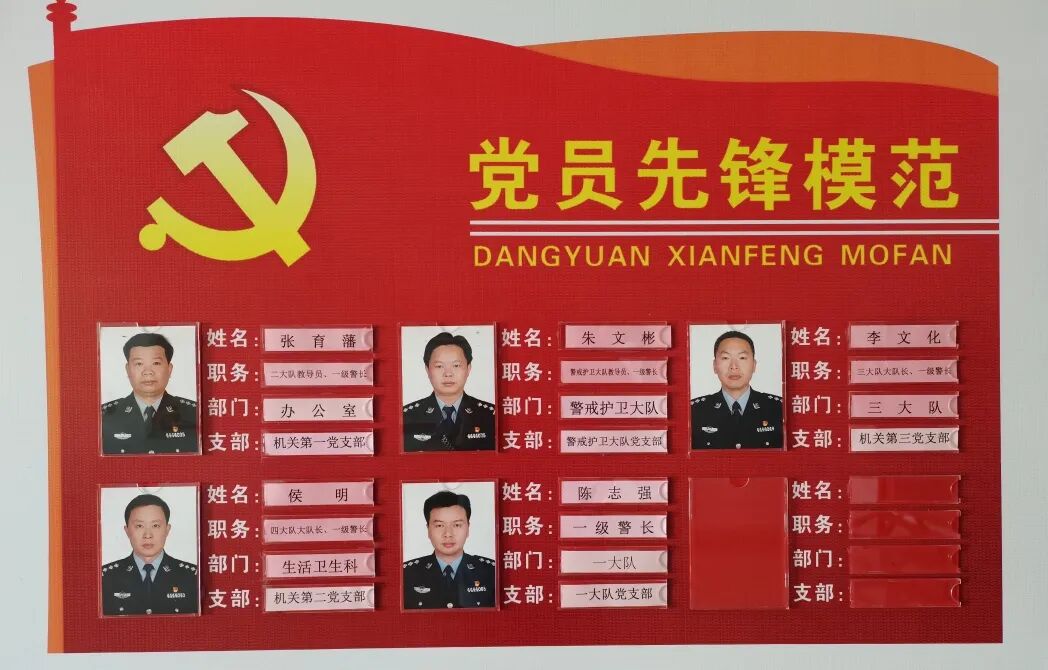 党员先锋模范
DANGYUAN XIANFENG MOFAN
姓名: 张育藩
职务: 二大队教导员、一级警长
部门: 办公室
支部: 机关第一党支部
姓名: 朱文彬
职务: 警戒护卫大队教导员、一级警长
部门: 警戒护卫大队
支部: 警戒护卫大队党支部
姓名: 李文化
职务: 三大队大队长、一级警长
部门: 三大队
支部: 机关第三党支部
姓名: 侯明
职务: 四大队大队长、一级警长
部门: 生活卫生科
支部: 机关第二党支部
姓名: 陈志强
职务: 一级警长
部门: 一大队
支部: 一大队党支部
姓名:
职务:
部门:
支部: